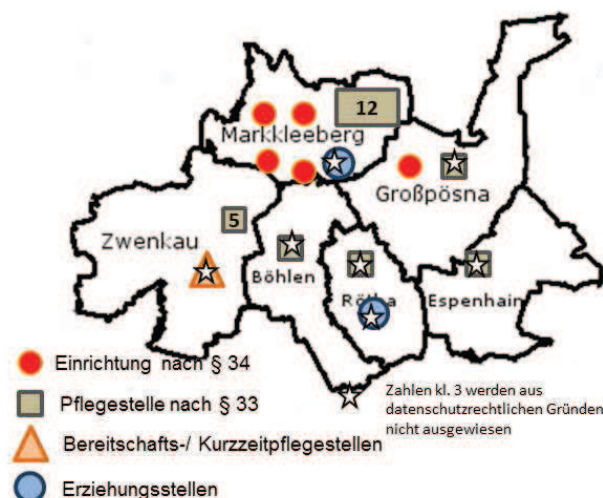 12
Markkleeberg
Großpösna
5
Zwenkau
Böhlen
Rötha
Espenhain
Einrichtung nach § 34
Pflegestelle nach § 33
Bereitschafts-/ Kurzzeitpflegestellen
Erziehungsstellen
Zahlen kl. 3 werden aus
datenschutzrechtlichen Gründen
nicht ausgewiesen